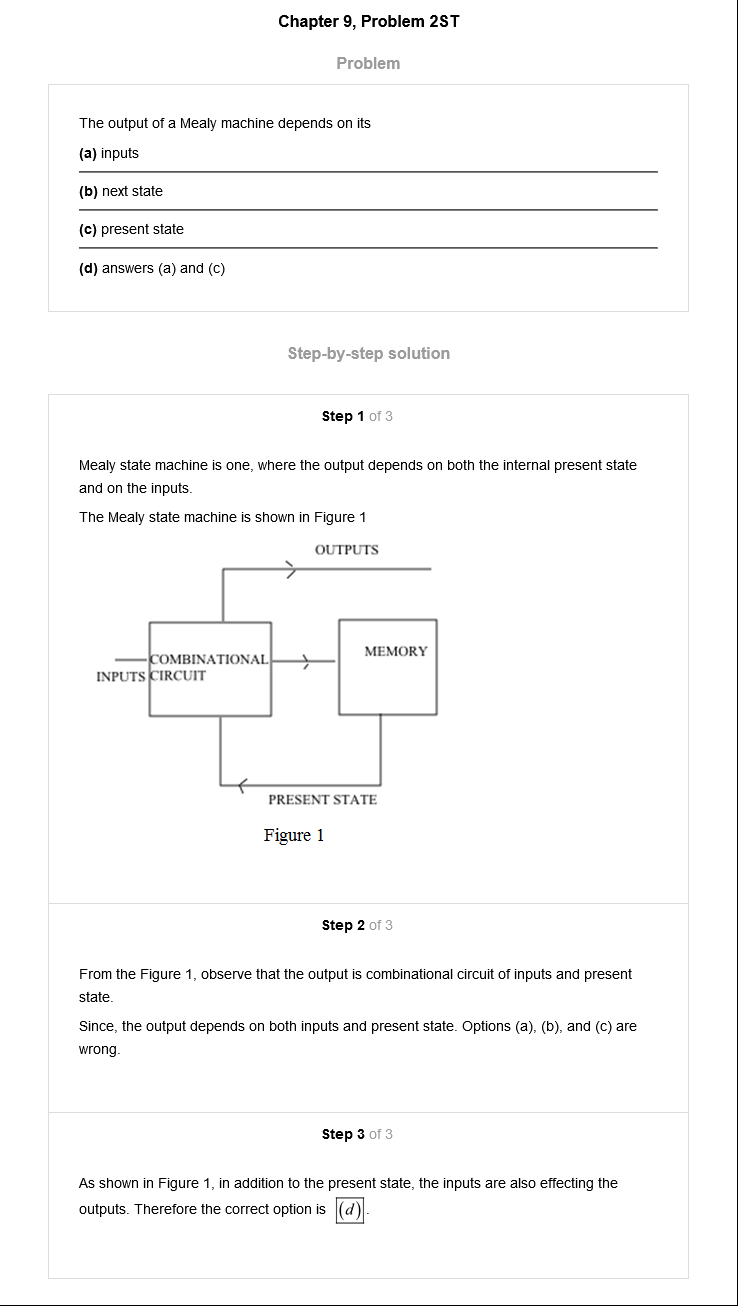 Chapter 9, Problem 2ST
Problem
The output of a Mealy machine depends on its
(a) inputs
(b) next state
(c) present state
(d) answers (a) and (c)
Step-by-step solution
Step 1 of 3
Mealy state machine is one, where the output depends on both the internal present state
and on the inputs.
The Mealy state machine is shown in Figure 1
OUTPUTS
COMBINATIONAL
MEMORY
INPUTS CIRCUIT
PRESENT STATE
Figure 1
Step 2 of 3
From the Figure 1, observe that the output is combinational circuit of inputs and present
state.
Since, the output depends on both inputs and present state. Options (a), (b), and (c) are
wrong.
Step 3 of 3
As shown in Figure 1, in addition to the present state, the inputs are also effecting the
outputs. Therefore the correct option is (d).